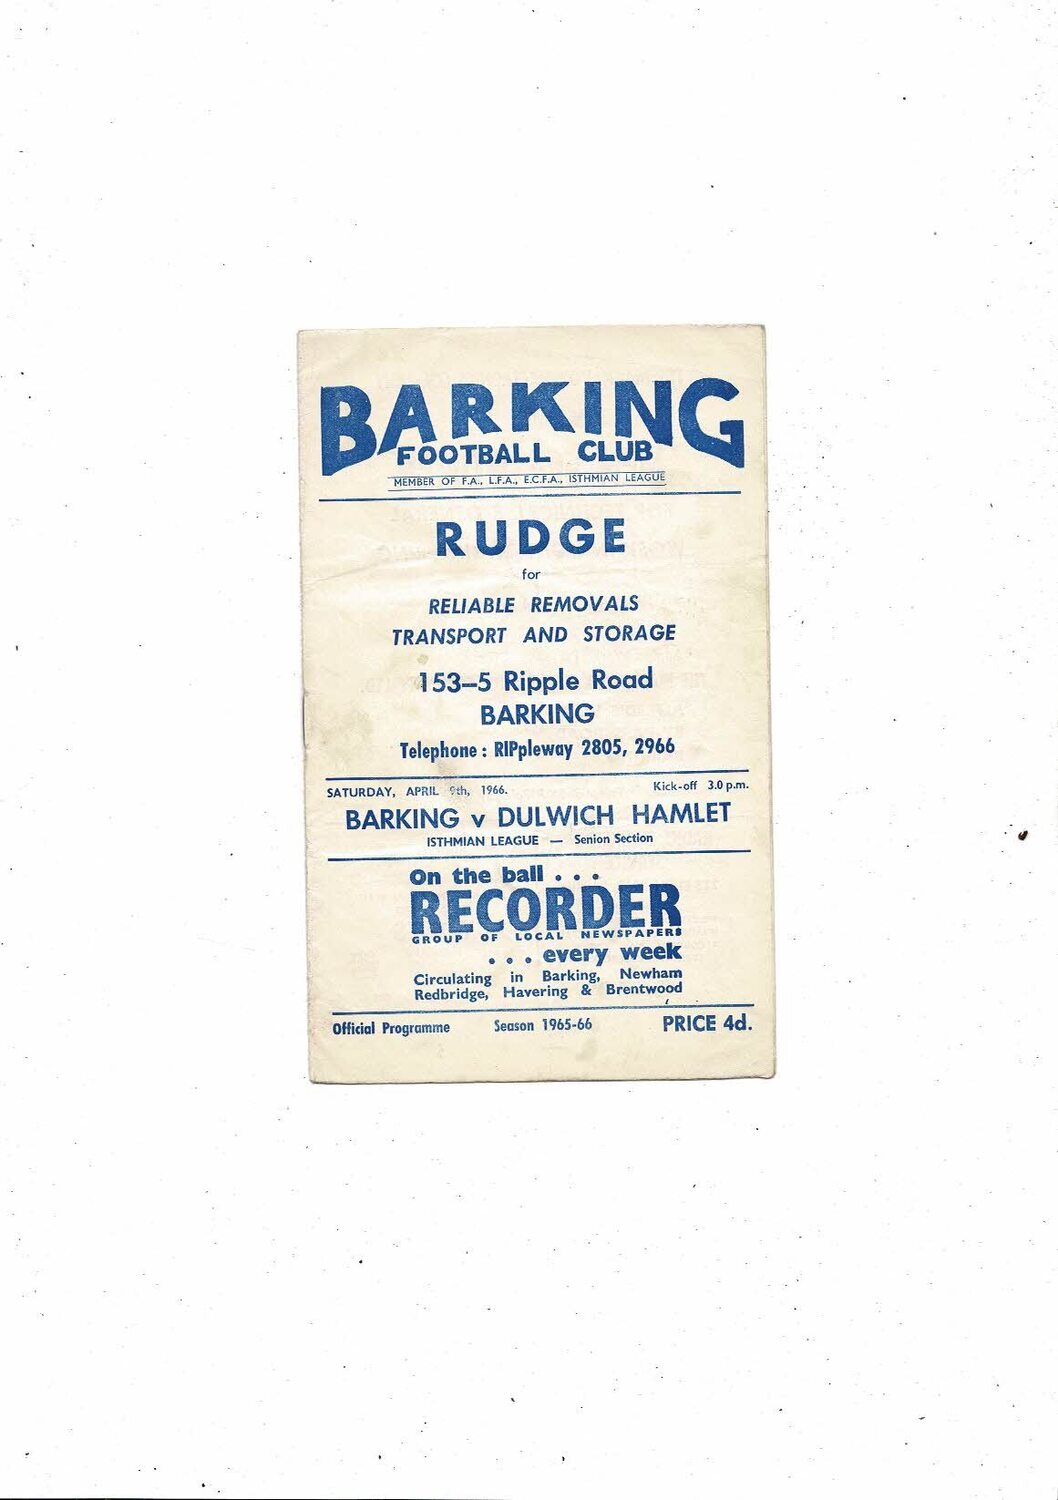 BARKING
FOOTBALL CLUB
MEMBER OF F.A., L.F.A., E.C.F.A., ISTHMIAN LEAGUE
RUDGE
for
RELIABLE REMOVALS
TRANSPORT AND STORAGE
153–5 Ripple Road
BARKING
Telephone : RIPpleway 2805, 2966
SATURDAY, APRIL 9th, 1966. Kick-off 3.0 p.m.
BARKING v DULWICH HAMLET
ISTHMIAN LEAGUE — Senion Section
On the ball . . .
RECORDER
GROUP OF LOCAL NEWSPAPERS
. . . every week
Circulating in Barking, Newham
Redbridge, Havering & Brentwood
Official Programme Season 1965-66 PRICE 4d.